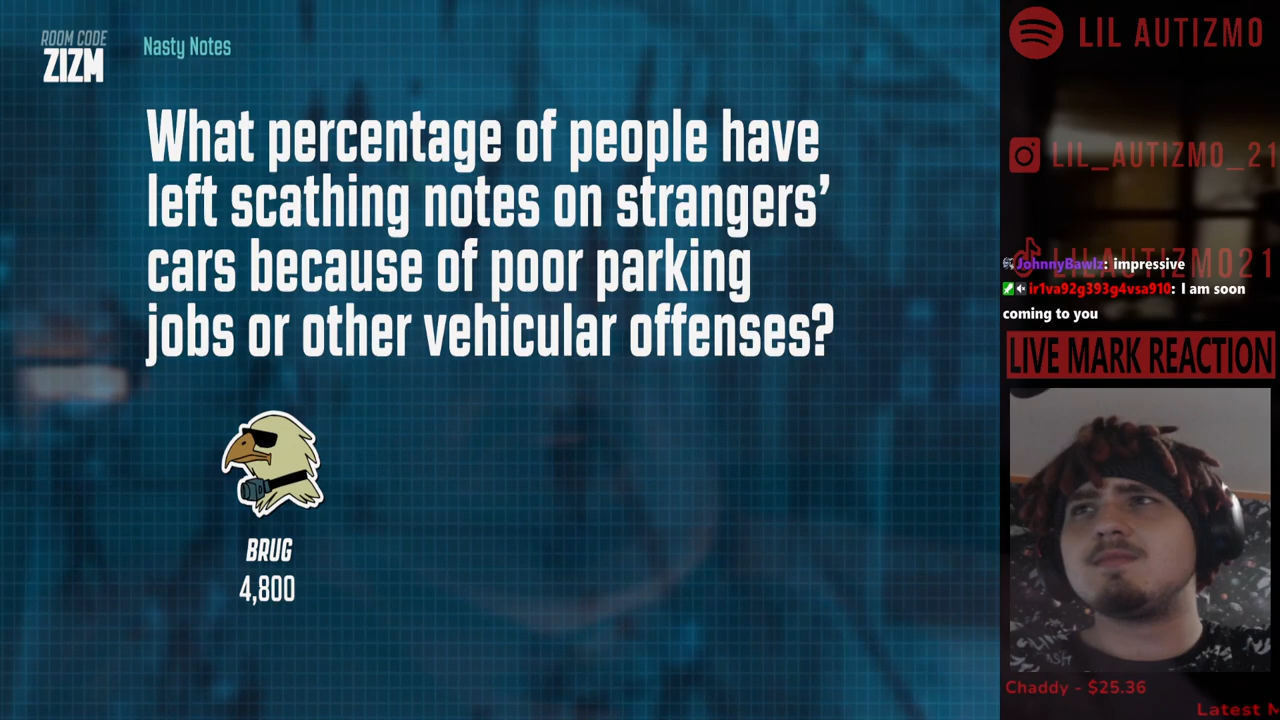 ROOM CODE
ZIZM
Nasty Notes
What percentage of people have
left scathing notes on strangers’
cars because of poor parking
jobs or other vehicular offenses?
BRUG
4,800
LIL AUTIZMO
LIL_AUTIZMO_21
LILAUTIZMO21
JohnnyBawlz: impressive
ir1va92g393g4vsa910: I am soon
coming to you
LIVE MARK REACTION
Chaddy - $25.36
Latest M